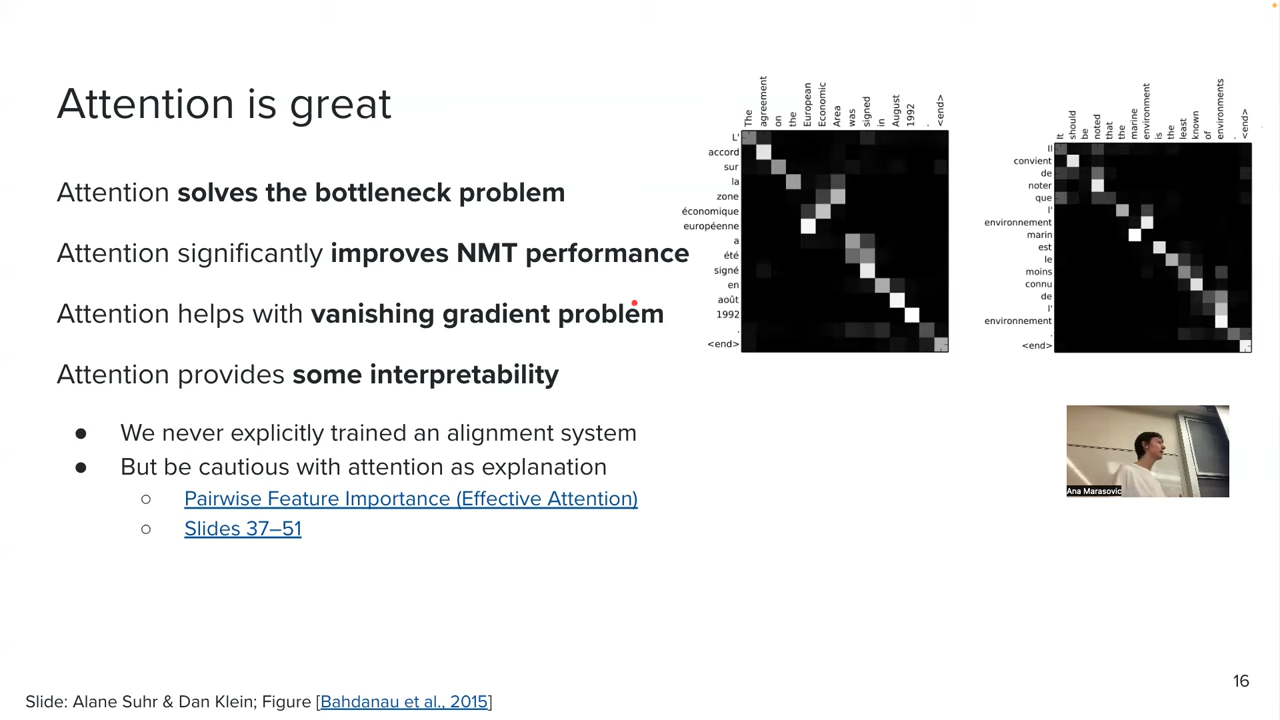 Attention is great
Attention solves the bottleneck problem
Attention significantly improves NMT performance
Attention helps with vanishing gradient problem
Attention provides some interpretability
● We never explicitly trained an alignment system
● But be cautious with attention as explanation
○ Pairwise Feature Importance (Effective Attention)
○ Slides 37–51
The agreement on the European Economic Area was signed in August 1992 . <end>
L'
accord
sur
la
zone
économique
européenne
a
été
signé
en
août
1992
.
<end>
It should be noted that the marine environment is the least known of environments . <end>
Il
convient
de
noter
que
l'
environnement
marin
est
le
moins
connu
de
l'
environnement
.
<end>
Ana Marasovic
16
Slide: Alane Suhr & Dan Klein; Figure [Bahdanau et al., 2015]